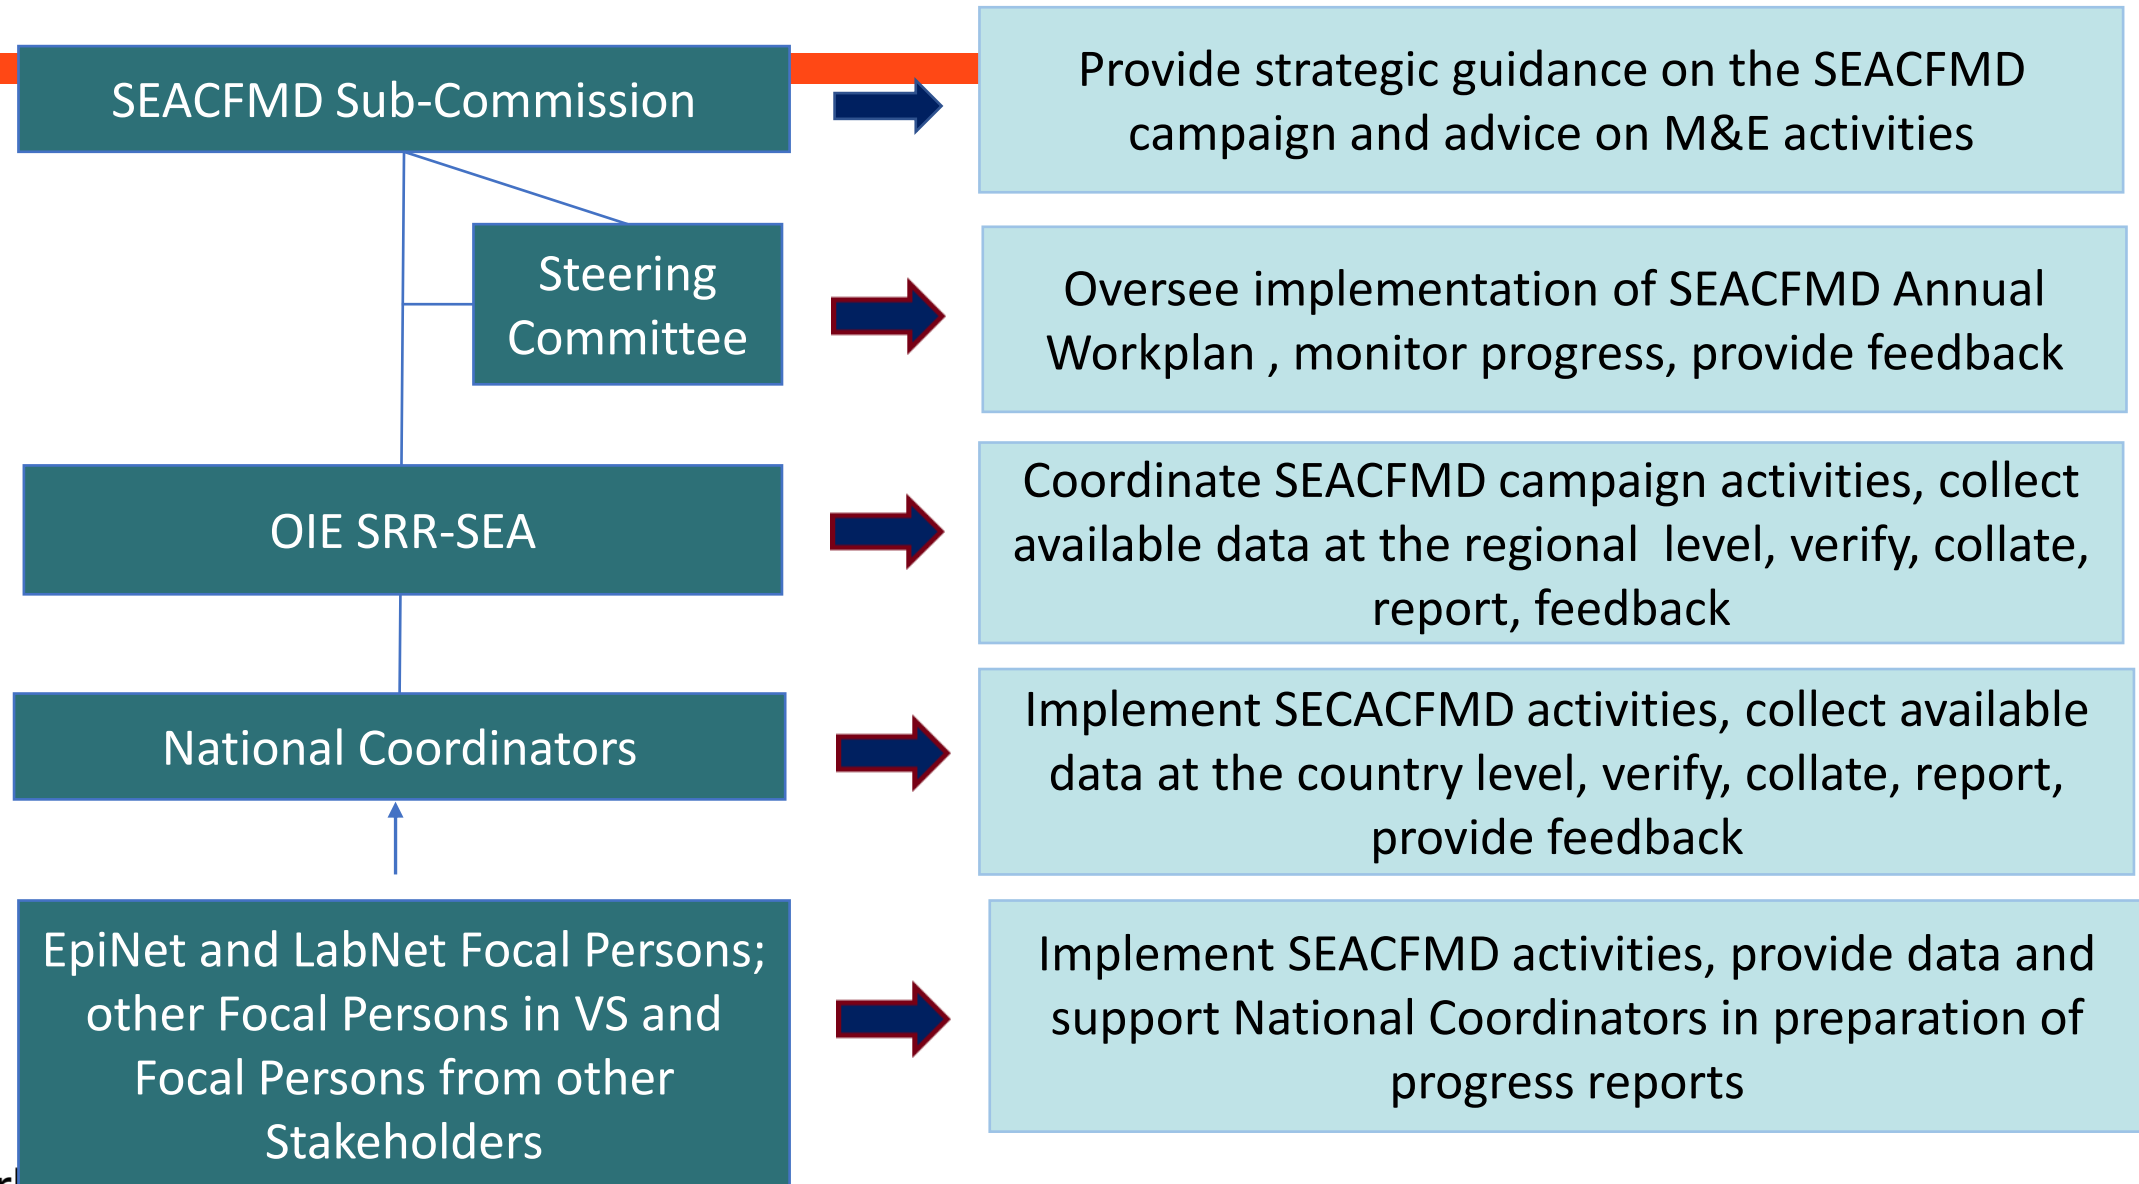 SEACFMD Sub-Commission
Provide strategic guidance on the SEACFMD
campaign and advice on M&E activities
Steering
Committee
Oversee implementation of SEACFMD Annual
Workplan , monitor progress, provide feedback
OIE SRR-SEA
Coordinate SEACFMD campaign activities, collect
available data at the regional level, verify, collate,
report, feedback
National Coordinators
Implement SECACFMD activities, collect available
data at the country level, verify, collate, report,
provide feedback
EpiNet and LabNet Focal Persons;
other Focal Persons in VS and
Focal Persons from other
Stakeholders
Implement SEACFMD activities, provide data and
support National Coordinators in preparation of
progress reports